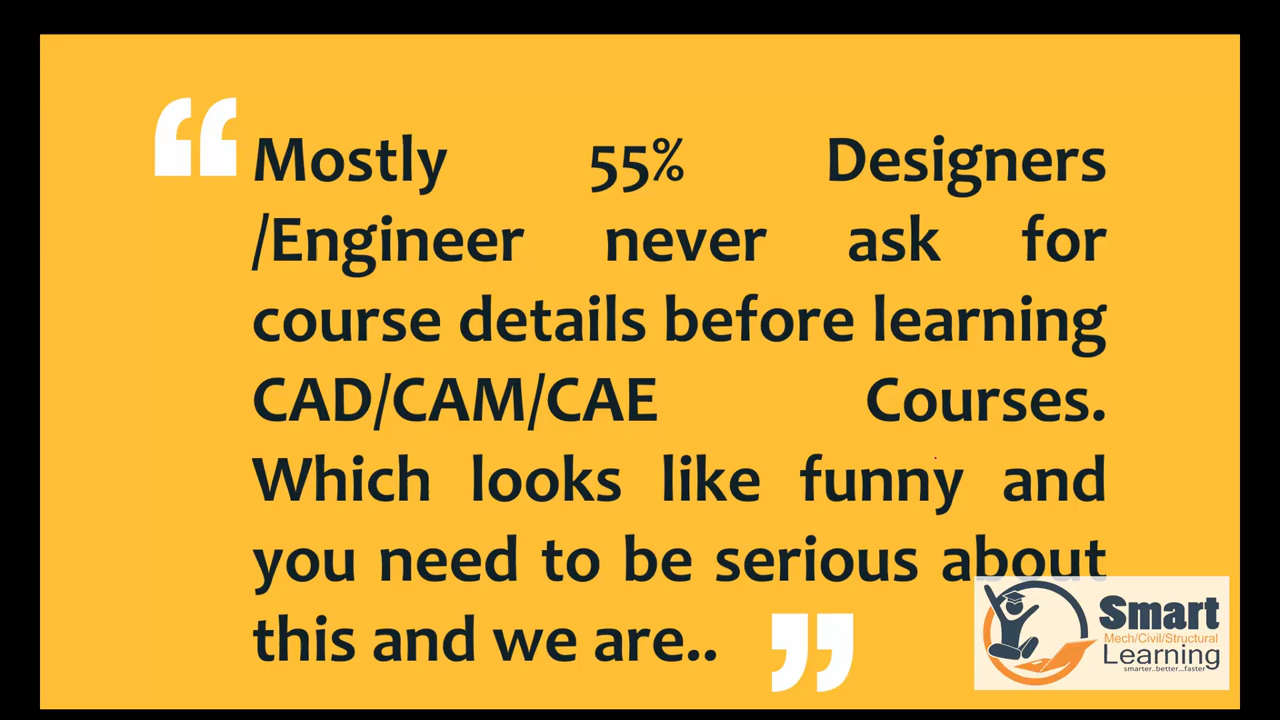 “Mostly 55% Designers
/Engineer never ask for
course details before learning
CAD/CAM/CAE Courses.
Which looks like funny and
you need to be serious about
this and we are.. ”
Smart
Mech/Civil/Structural
Learning
smarter..better...faster